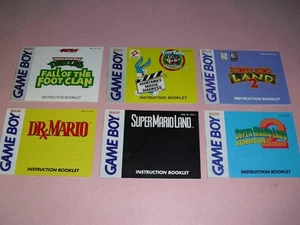 GAME BOY
FALL OF THE
FOOT CLAN
INSTRUCTION BOOKLET
GAME BOY
INSTRUCTION BOOKLET
GAME BOY
LAND
2
INSTRUCTION BOOKLET
GAME BOY
DR. MARIO
INSTRUCTION BOOKLET
GAME BOY
SUPER MARIO LAND
INSTRUCTION BOOKLET
GAME BOY
SUPER MARIO LAND
2
INSTRUCTION BOOKLET